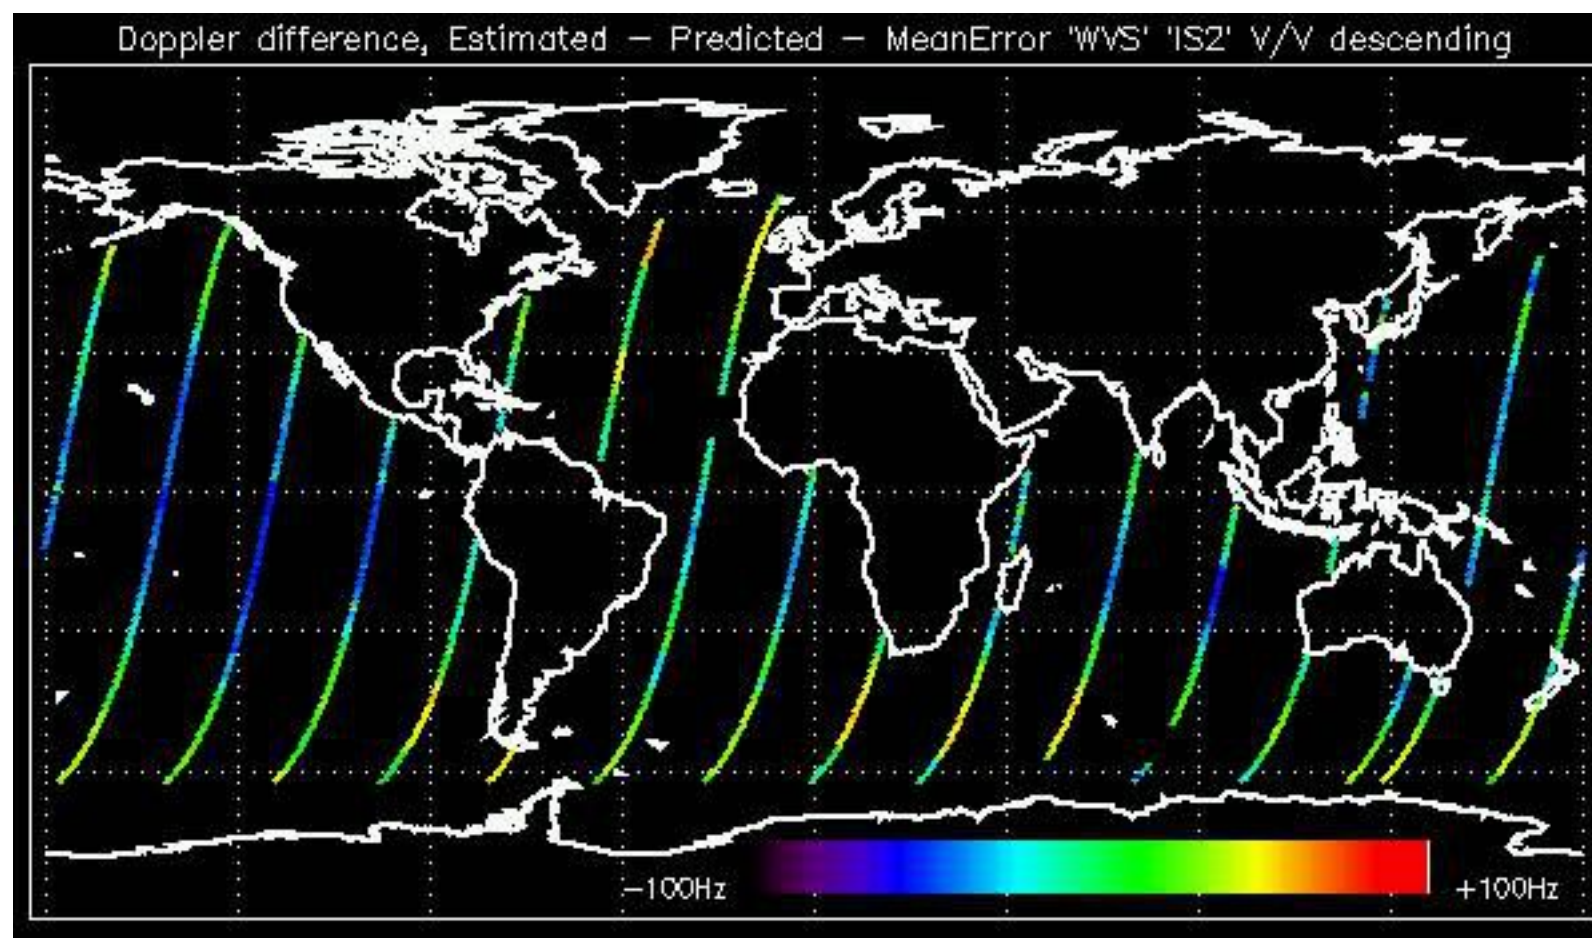 Doppler difference, Estimated – Predicted – MeanError 'WVS' 'IS2' V/V descending
–100Hz +100Hz